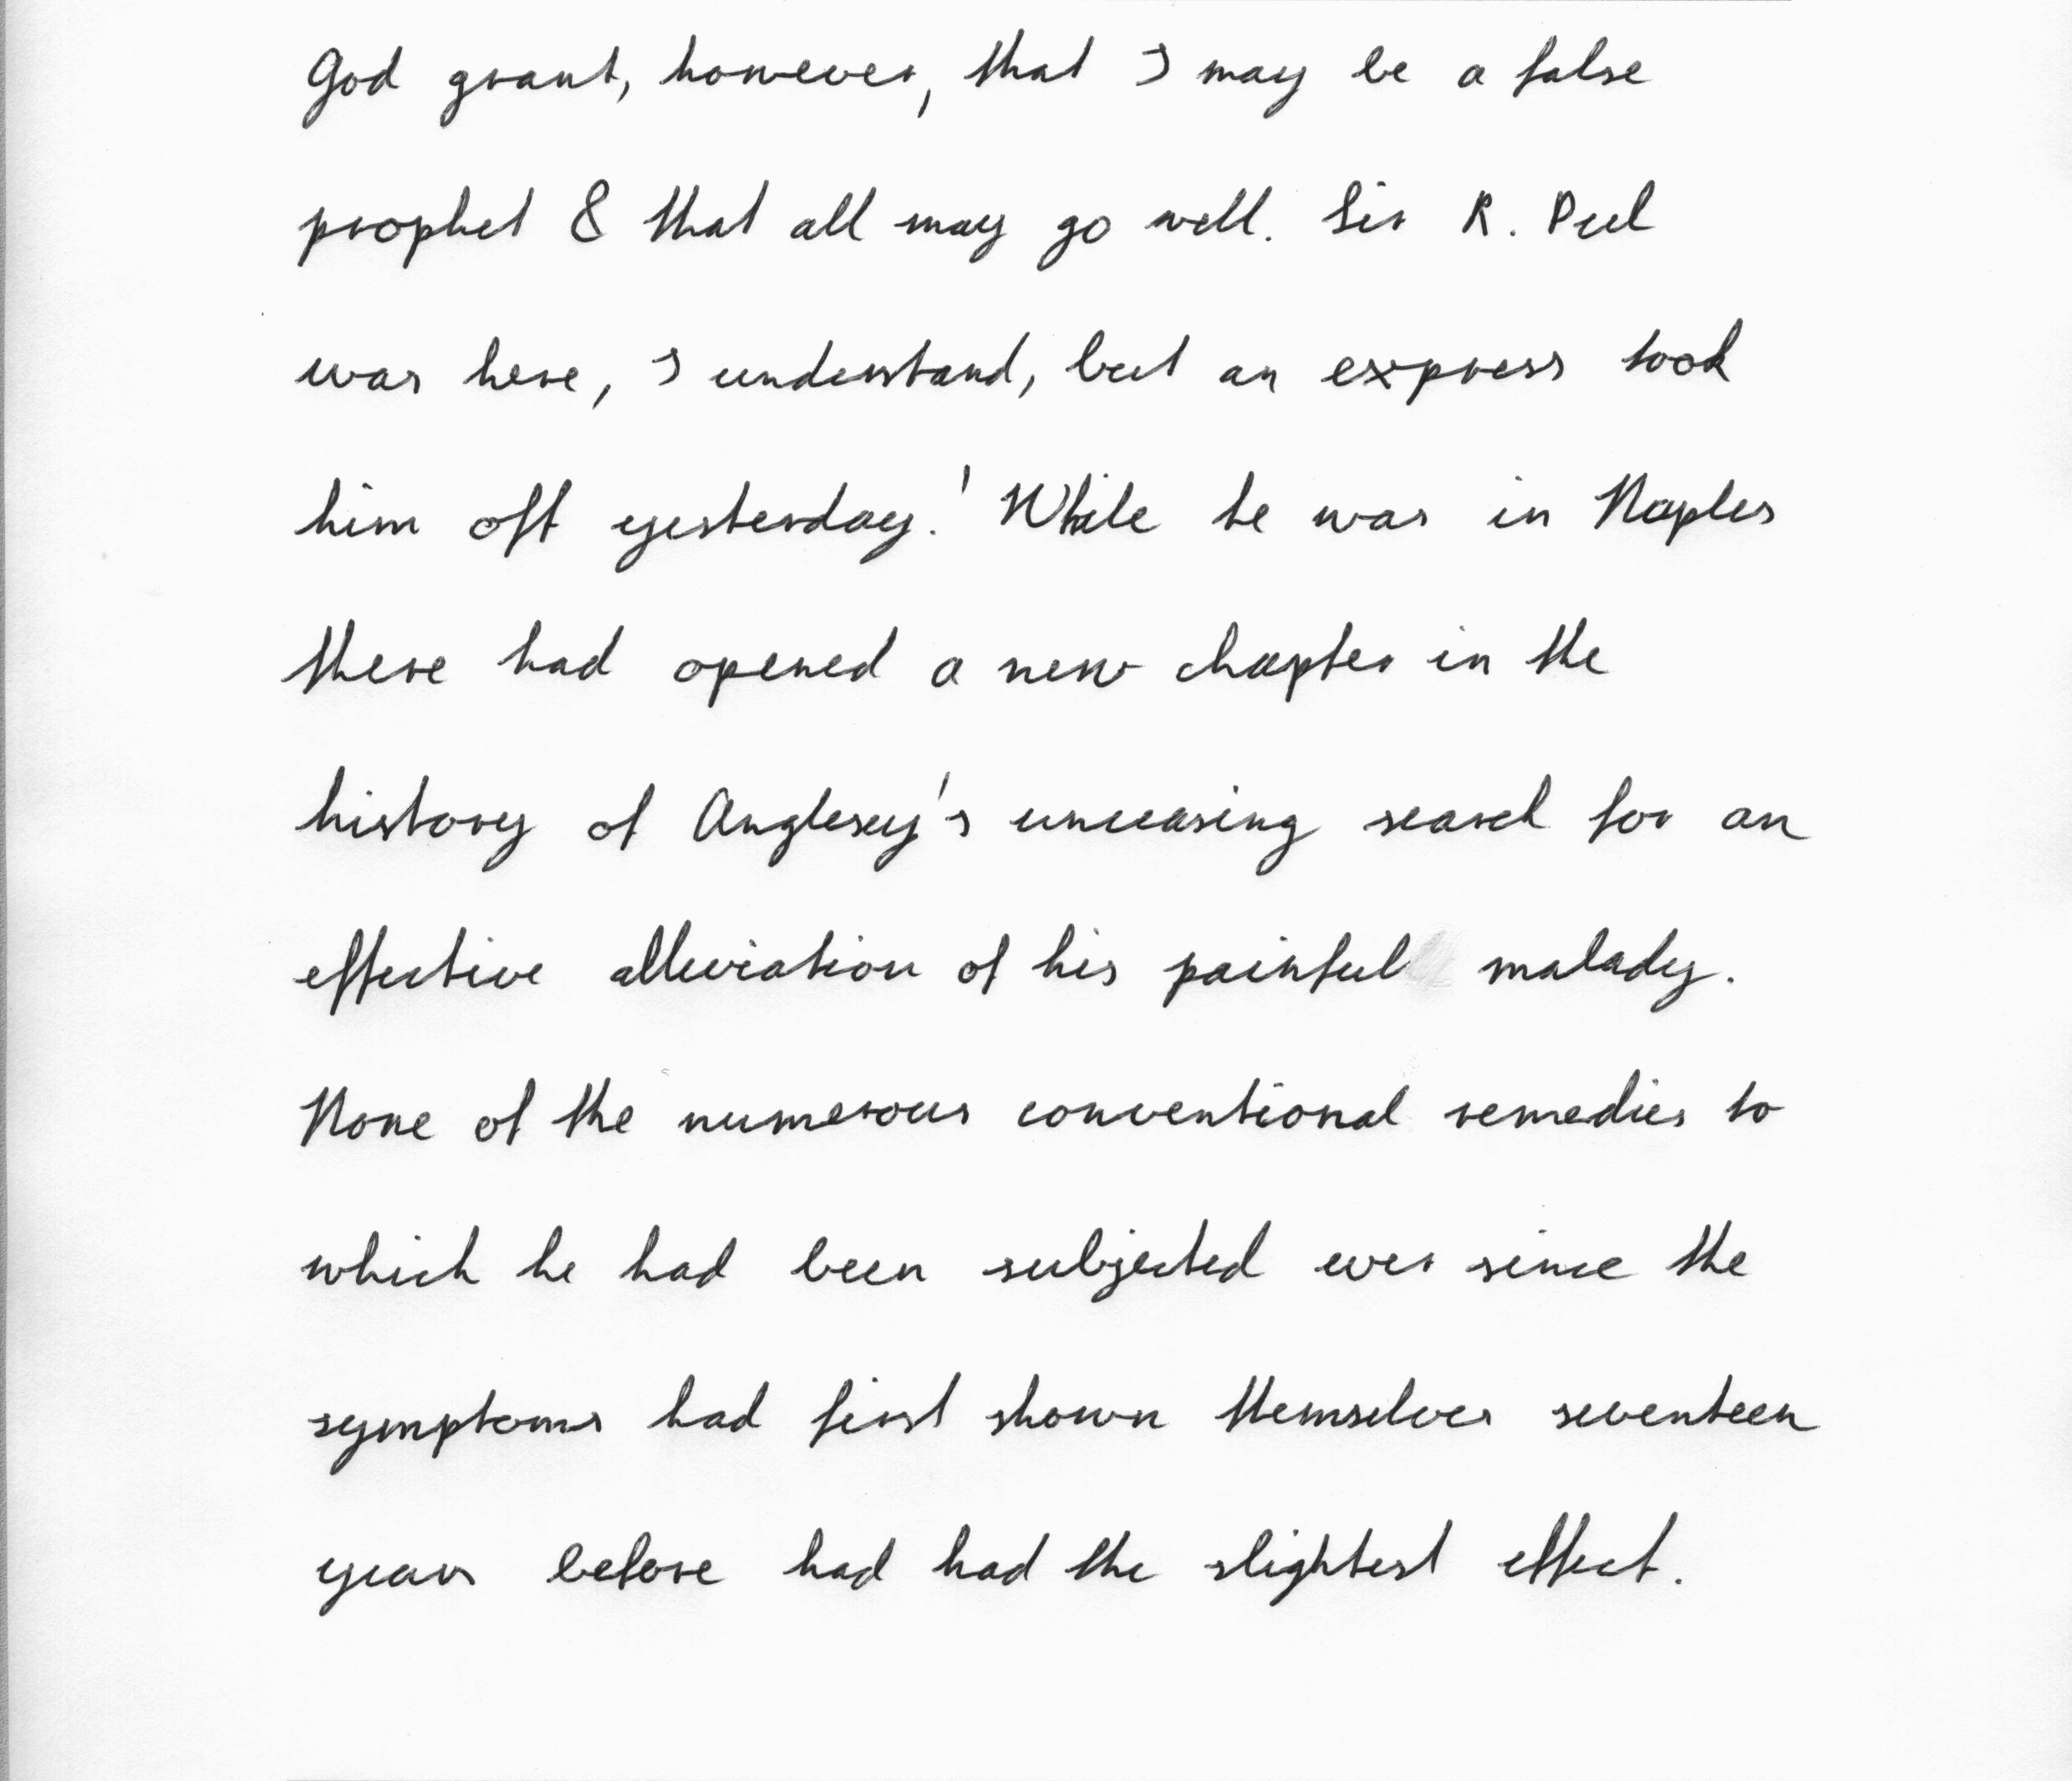 God grant, however, that I may be a false
prophet & that all may go well. Sir R. Peel
was here, I understand, but an express took
him off yesterday.' While he was in Naples
there had opened a new chapter in the
history of Anglesey's unceasing search for an
effective alleviation of his painful malady.
None of the numerous conventional remedies to
which he had been subjected ever since the
symptoms had first shown themselves seventeen
years before had had the slightest effect.